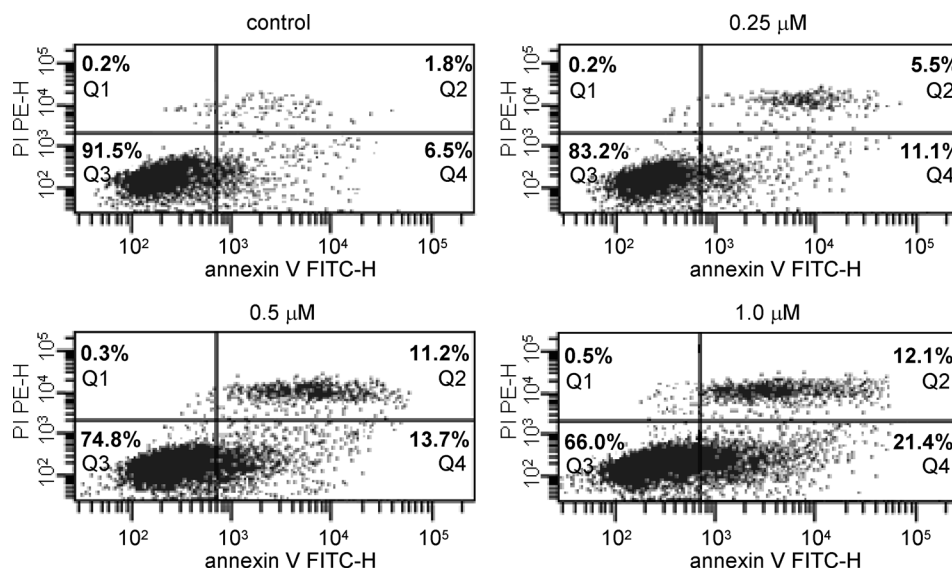 control
0.2%
Q1
1.8%
Q2
91.5%
Q3
6.5%
Q4
PI PE-H
10⁵
10⁴
10³
10²
10² 10³ 10⁴ 10⁵
annexin V FITC-H
0.25 μM
0.2%
Q1
5.5%
Q2
83.2%
Q3
11.1%
Q4
PI PE-H
10⁵
10⁴
10³
10²
10² 10³ 10⁴ 10⁵
annexin V FITC-H
0.5 μM
0.3%
Q1
11.2%
Q2
74.8%
Q3
13.7%
Q4
PI PE-H
10⁵
10⁴
10³
10²
10² 10³ 10⁴ 10⁵
annexin V FITC-H
1.0 μM
0.5%
Q1
12.1%
Q2
66.0%
Q3
21.4%
Q4
PI PE-H
10⁵
10⁴
10³
10²
10² 10³ 10⁴ 10⁵
annexin V FITC-H